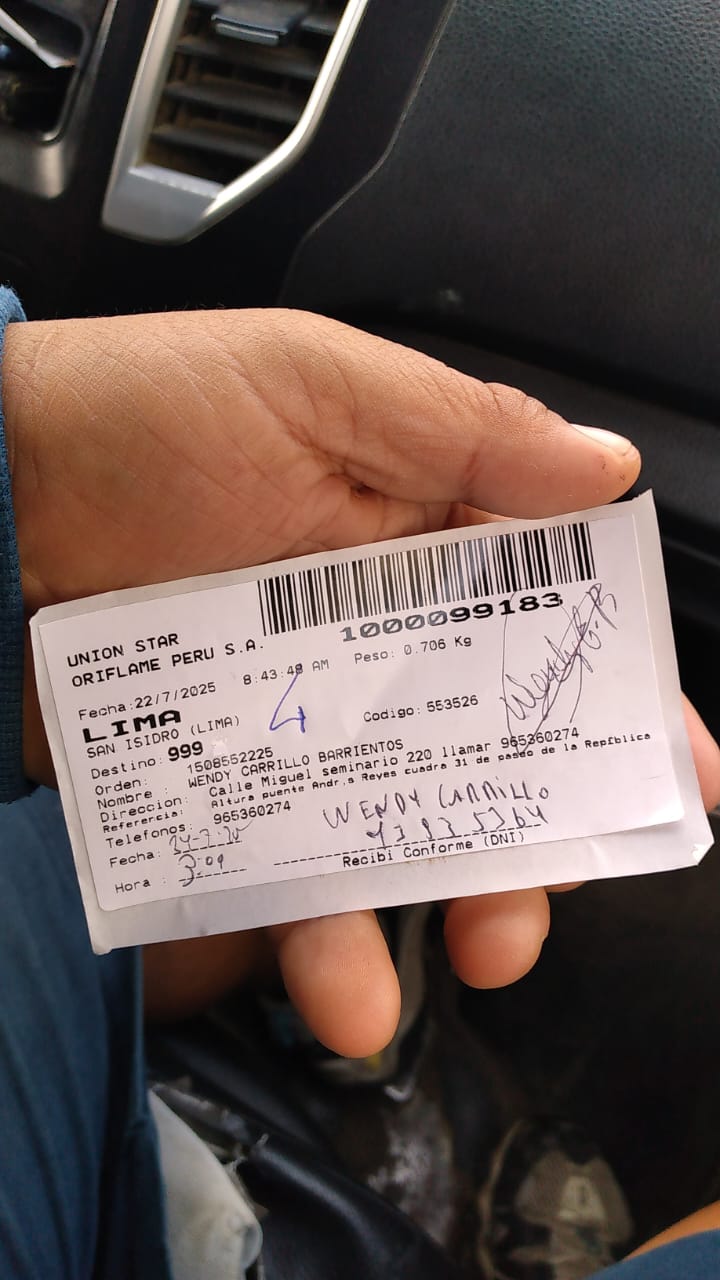 1000099183
UNION STAR
ORIFLAME PERU S.A.
Fecha:22/7/2025 8:43:48 AM Peso: 0.706 Kg
LIMA
SAN ISIDRO (LIMA) 4 Codigo: 553526
Destino: 999
Orden: 1508552225
Nombre : WENDY CARRILLO BARRIENTOS
Direccion: Calle Miguel seminario 220 llamar 965360274
Referencia: Altura puente Andr,s Reyes cuadra 31 de paseo de la Repfblica
Telefonos: 965360274
WENDY CARRILLO
Fecha:
Hora : 3:09
Recibi Conforme (DNI)